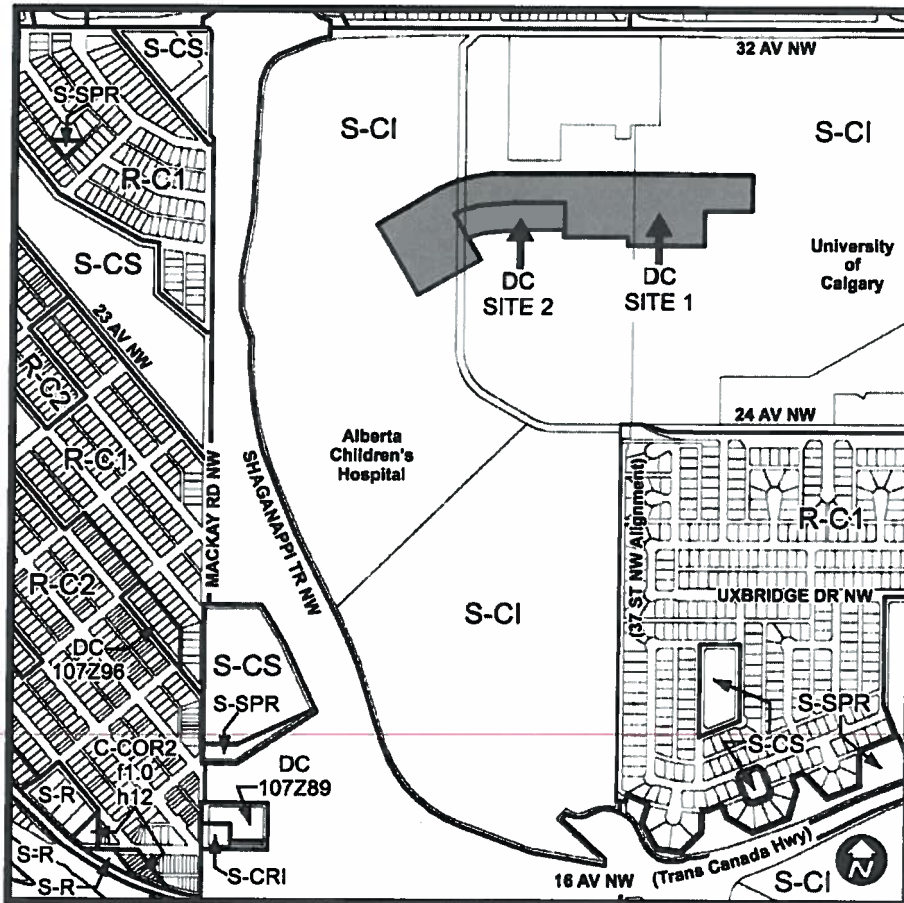 S-CS
32 AV NW
S-SPR
S-CI
S-CI
R-C1
S-CS
University
of
Calgary
DC
SITE 2
DC
SITE 1
23 AV NW
R-C2
24 AV NW
Alberta
Children's
Hospital
R-C1
MACKAY RD NW
SHAGANAPPI TR NW
(37 ST NW Alignment)
R-C1
R-C2
UXBRIDGE DR NW
S-CI
DC
107Z96
S-CS
S-SPR
S-SPR
S-CS
C-COR2
f1.0
h12
DC
107Z89
S-R
S-R
S-R
S-CRI
16 AV NW
(Trans Canada Hwy)
S-CI
N